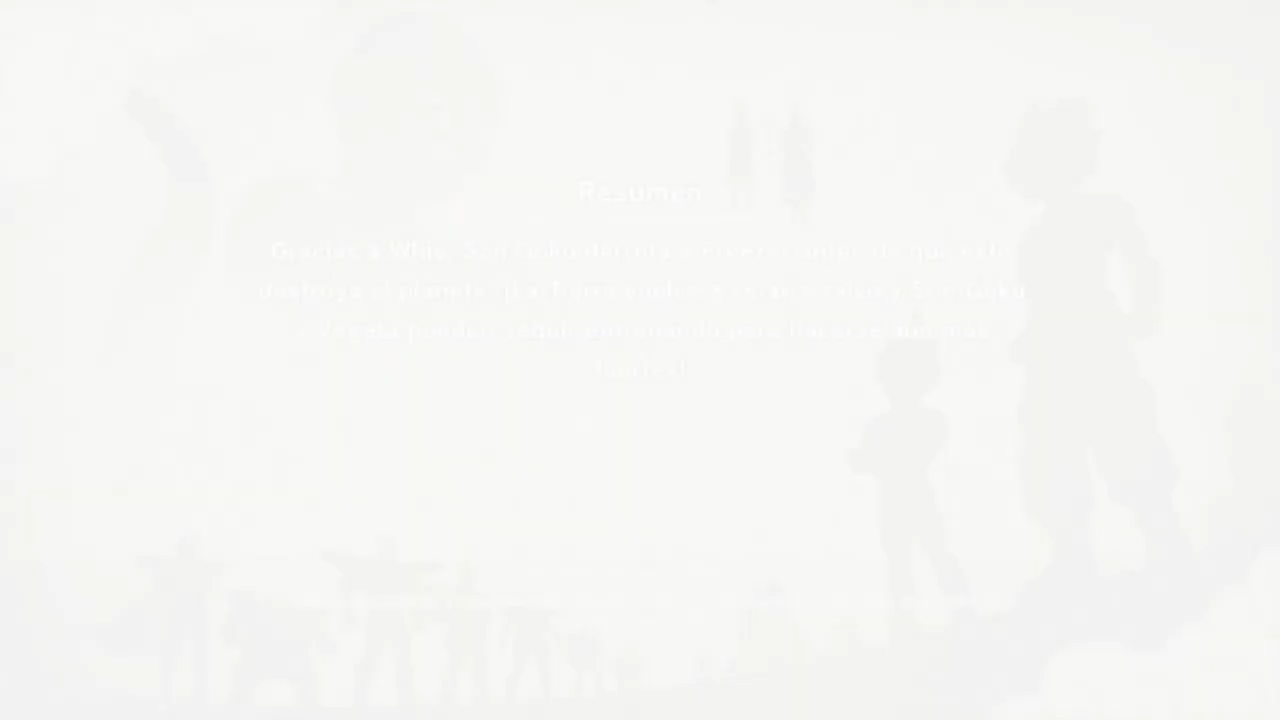 Resumen
Gracias a Whis, Son Goku derrota a Freezer antes de que este
destruya el planeta. ¡La Tierra vuelve a estar a salvo y Son Goku
Vegeta pueden seguir entrenando para hacerse aún más
fuertes!